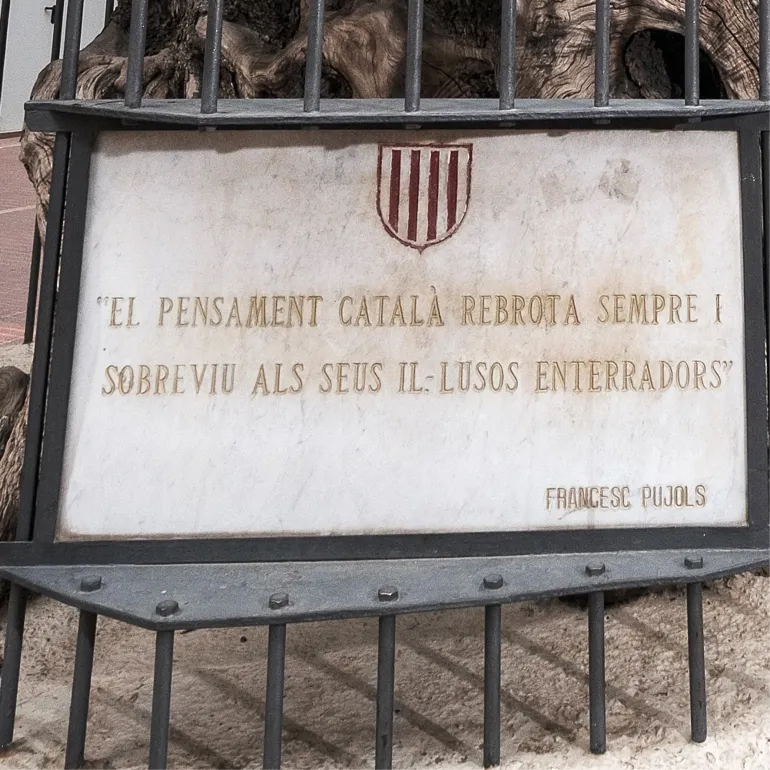 "EL PENSAMENT CATALÀ REBROTA SEMPRE I
SOBREVIU ALS SEUS IL·LUSOS ENTERRADORS"
FRANCESC PUJOLS